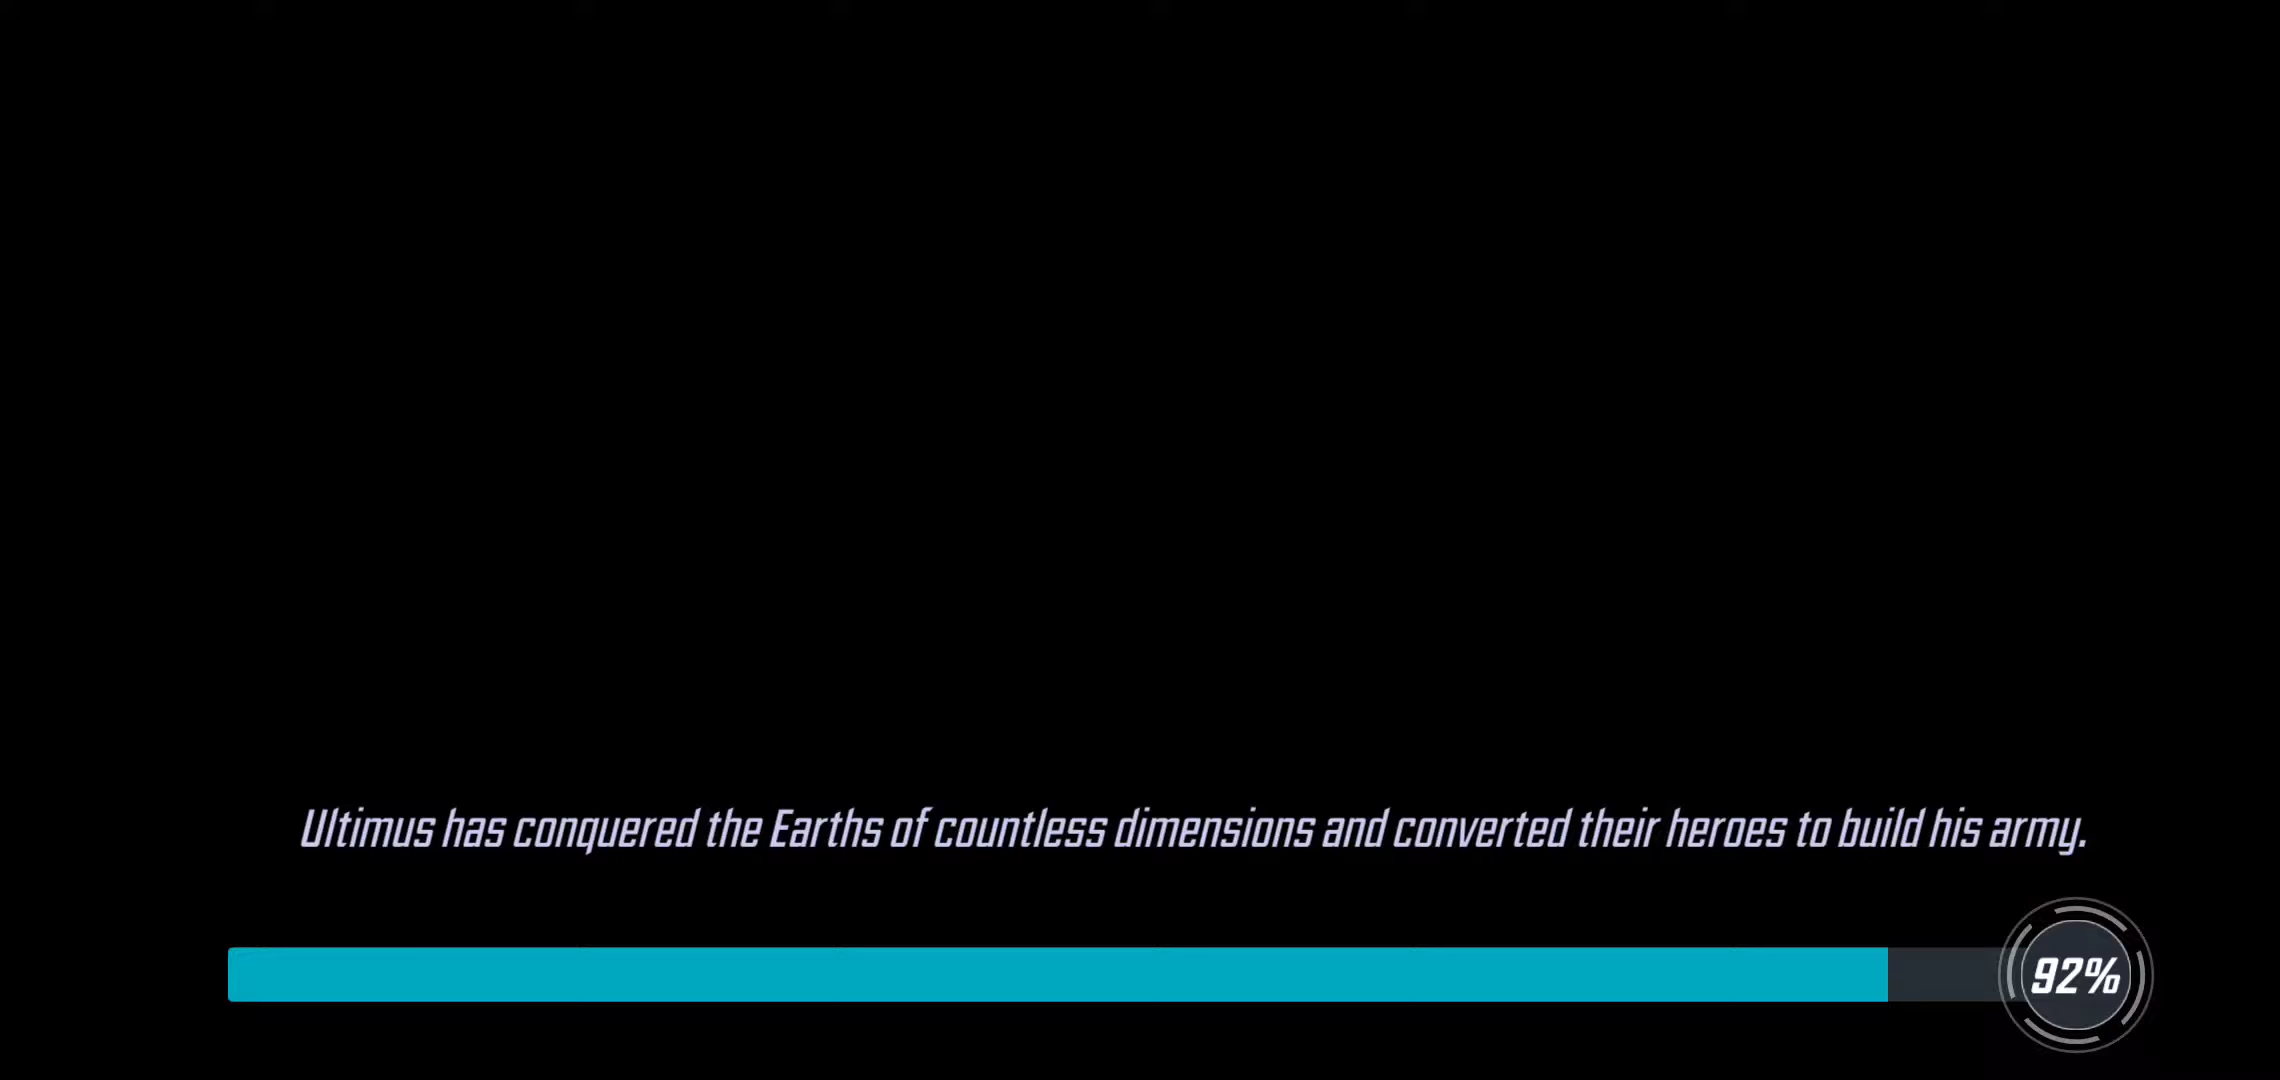 Ultimus has conquered the Earths of countless dimensions and converted their heroes to build his army.
92%